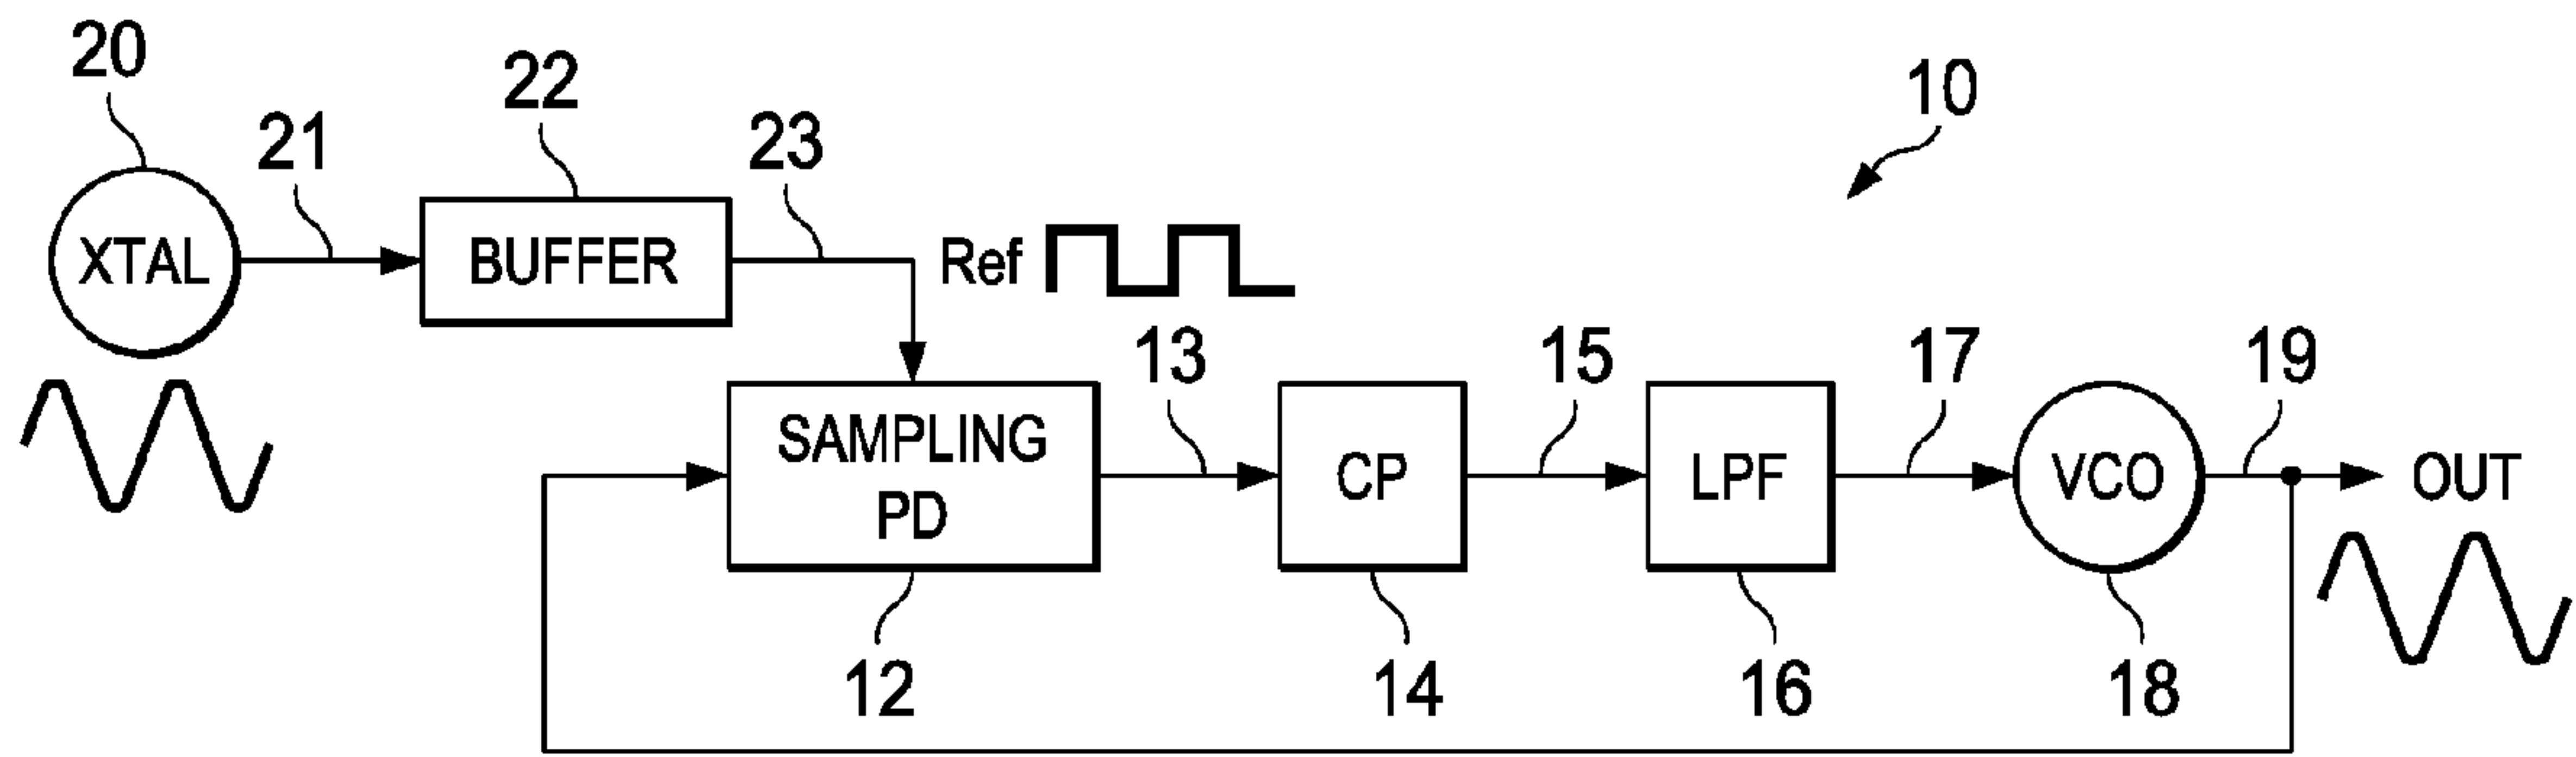 20
22
10
21
23
XTAL
BUFFER
Ref
13
15
17
19
SAMPLING
PD
CP
LPF
VCO
OUT
12
14
16
18